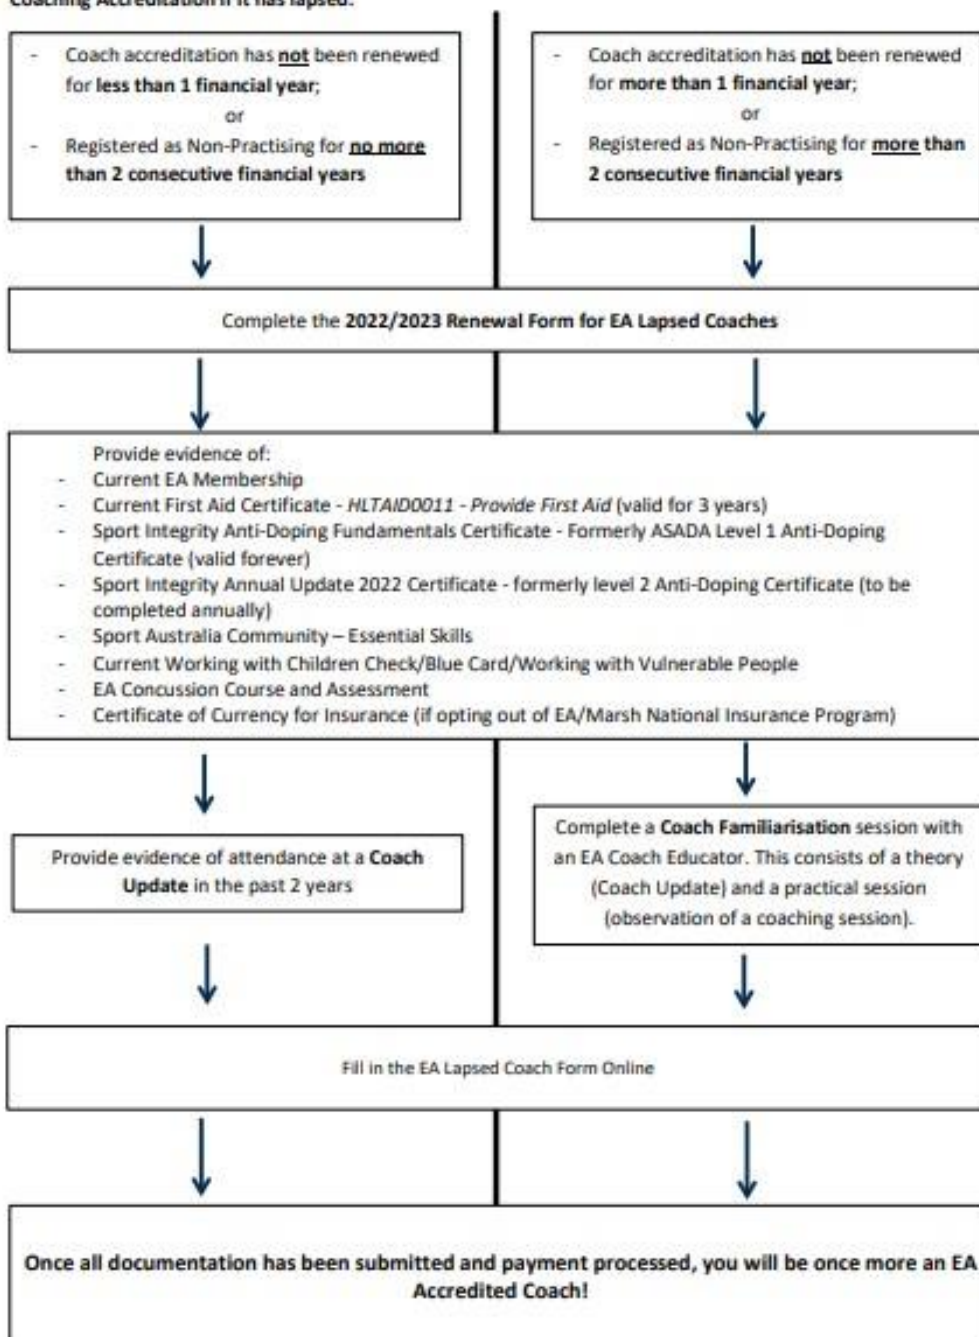 Coaching Accreditation if it has lapsed.
- Coach accreditation has not been renewed
for less than 1 financial year;
or
- Registered as Non-Practising for no more
than 2 consecutive financial years
- Coach accreditation has not been renewed
for more than 1 financial year;
or
- Registered as Non-Practising for more than
2 consecutive financial years
Complete the 2022/2023 Renewal Form for EA Lapsed Coaches
Provide evidence of:
- Current EA Membership
- Current First Aid Certificate - HLTAID0011 - Provide First Aid (valid for 3 years)
- Sport Integrity Anti-Doping Fundamentals Certificate - Formerly ASADA Level 1 Anti-Doping
Certificate (valid forever)
- Sport Integrity Annual Update 2022 Certificate - formerly level 2 Anti-Doping Certificate (to be
completed annually)
- Sport Australia Community – Essential Skills
- Current Working with Children Check/Blue Card/Working with Vulnerable People
- EA Concussion Course and Assessment
- Certificate of Currency for Insurance (if opting out of EA/Marsh National Insurance Program)
Provide evidence of attendance at a Coach
Update in the past 2 years
Complete a Coach Familiarisation session with
an EA Coach Educator. This consists of a theory
(Coach Update) and a practical session
(observation of a coaching session).
Fill in the EA Lapsed Coach Form Online
Once all documentation has been submitted and payment processed, you will be once more an EA
Accredited Coach!